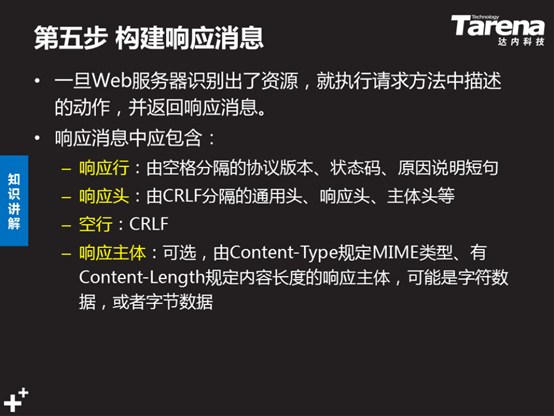 第五步 构建响应消息
Technology
Tarena
达内科技
• 一旦Web服务器识别出了资源，就执行请求方法中描述
的动作，并返回响应消息。
• 响应消息中应包含：
– 响应行：由空格分隔的协议版本、状态码、原因说明短句
– 响应头：由CRLF分隔的通用头、响应头、主体头等
– 空行：CRLF
– 响应主体：可选，由Content-Type规定MIME类型、有
Content-Length规定内容长度的响应主体，可能是字符数
据，或者字节数据
知识讲解